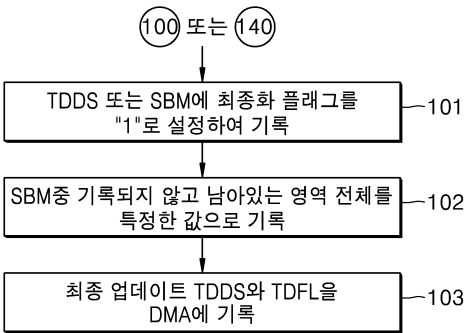 100 또는 140
TDDS 또는 SBM에 최종화 플래그를
"1"로 설정하여 기록
101
SBM중 기록되지 않고 남아있는 영역 전체를
특정한 값으로 기록
102
최종 업데이트 TDDS와 TDFL을
DMA에 기록
103